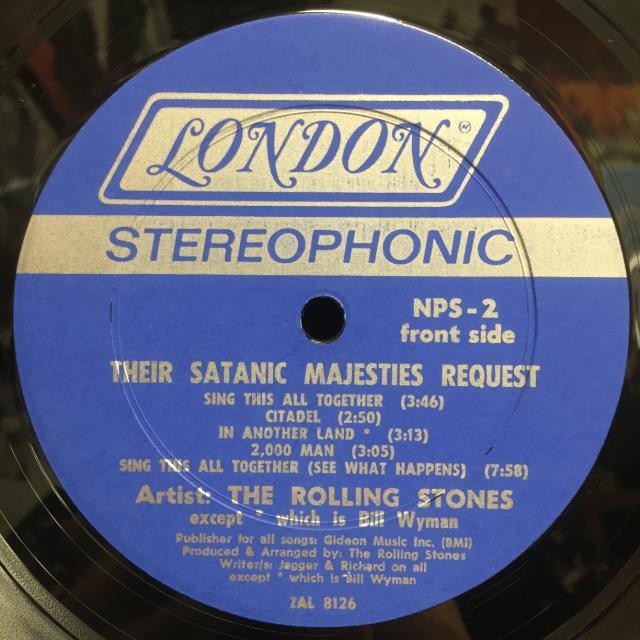 LONDON
STEREOPHONIC
NPS-2
front side
THEIR SATANIC MAJESTIES REQUEST
SING THIS ALL TOGETHER (3:46)
CITADEL (2:50)
IN ANOTHER LAND * (3:13)
2,000 MAN (3:05)
SING THIS ALL TOGETHER (SEE WHAT HAPPENS) (7:58)
Artist: THE ROLLING STONES
except * which is Bill Wyman
Publisher for all songs: Gideon Music Inc. (BMI)
Produced & Arranged by: The Rolling Stones
Writer/s: Jagger & Richard on all
except * which is Bill Wyman
ZAL 8126